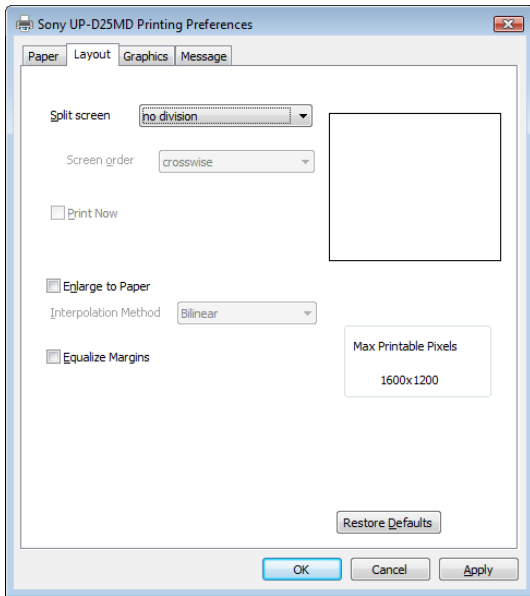 Sony UP-D25MD Printing Preferences
Paper Layout Graphics Message
Split screen no division
Screen order crosswise
Print Now
Enlarge to Paper
Interpolation Method Bilinear
Equalize Margins
Max Printable Pixels
1600x1200
Restore Defaults
OK Cancel Apply